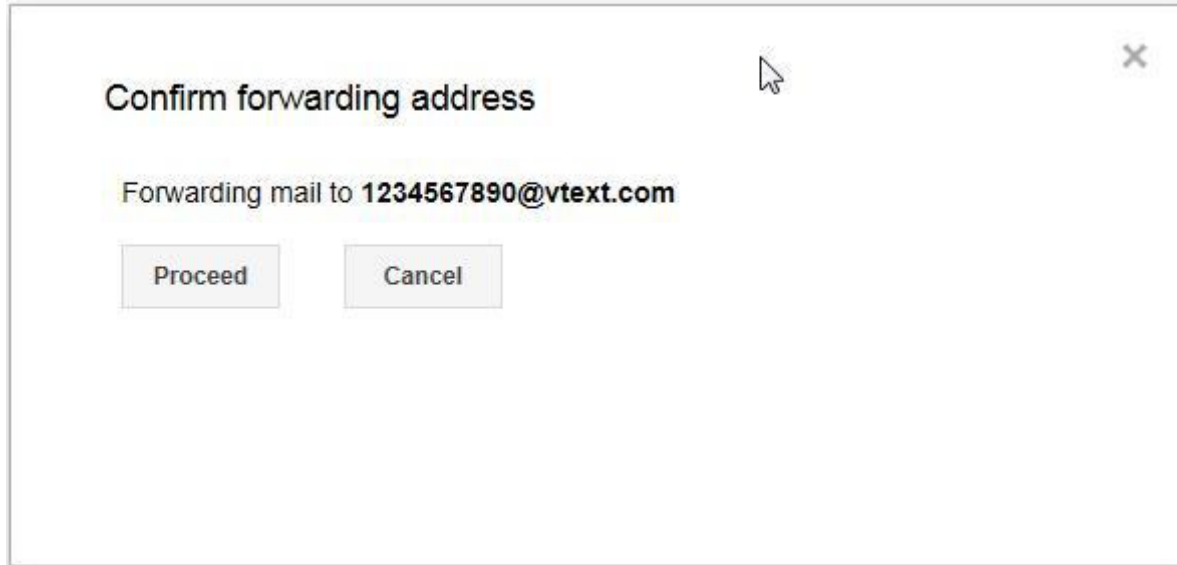 Confirm forwarding address
Forwarding mail to 1234567890@vtext.com
Proceed Cancel